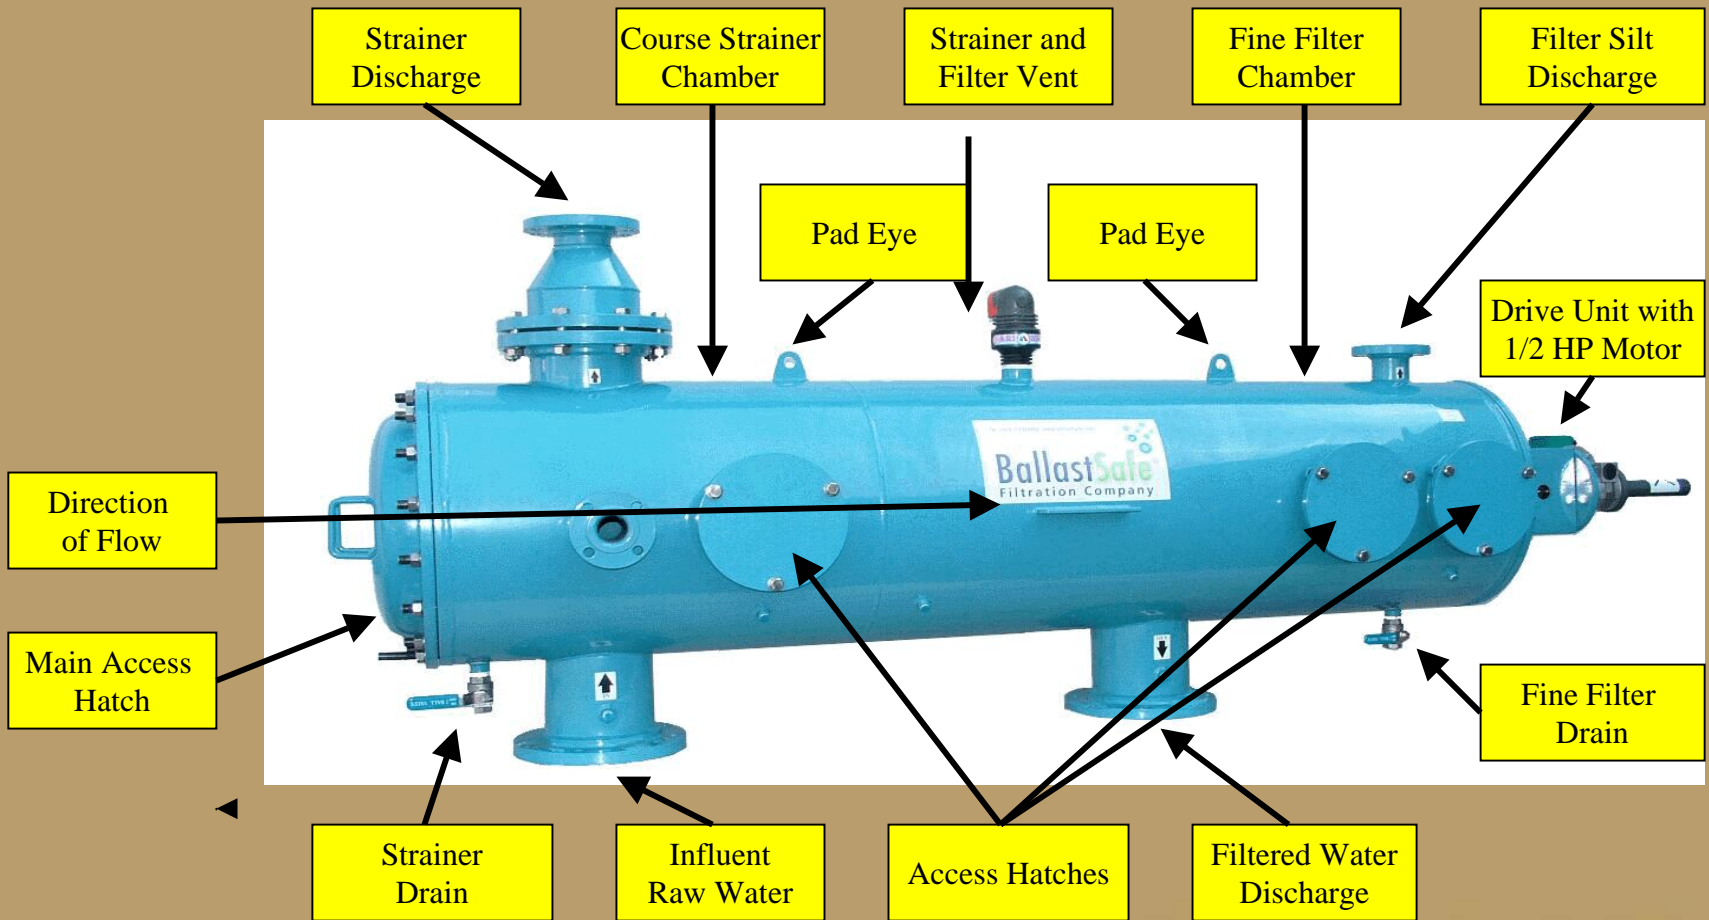 Strainer
Discharge
Course Strainer
Chamber
Strainer and
Filter Vent
Fine Filter
Chamber
Filter Silt
Discharge
Pad Eye
Pad Eye
Drive Unit with
1/2 HP Motor
BallastSafe
Filtration Company
Direction
of Flow
Main Access
Hatch
Fine Filter
Drain
Strainer
Drain
Influent
Raw Water
Access Hatches
Filtered Water
Discharge